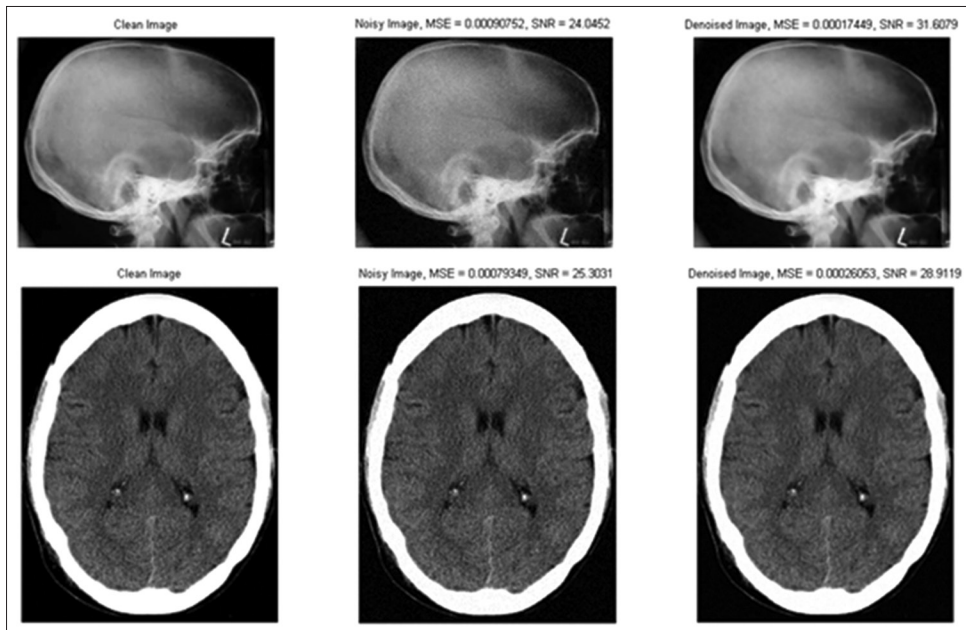 Clean Image
Noisy Image, MSE = 0.00090752, SNR = 24.0452
Denoised Image, MSE = 0.00017449, SNR = 31.6079
L
Clean Image
Noisy Image, MSE = 0.00079349, SNR = 25.3031
Denoised Image, MSE = 0.00026053, SNR = 28.9119
L
L